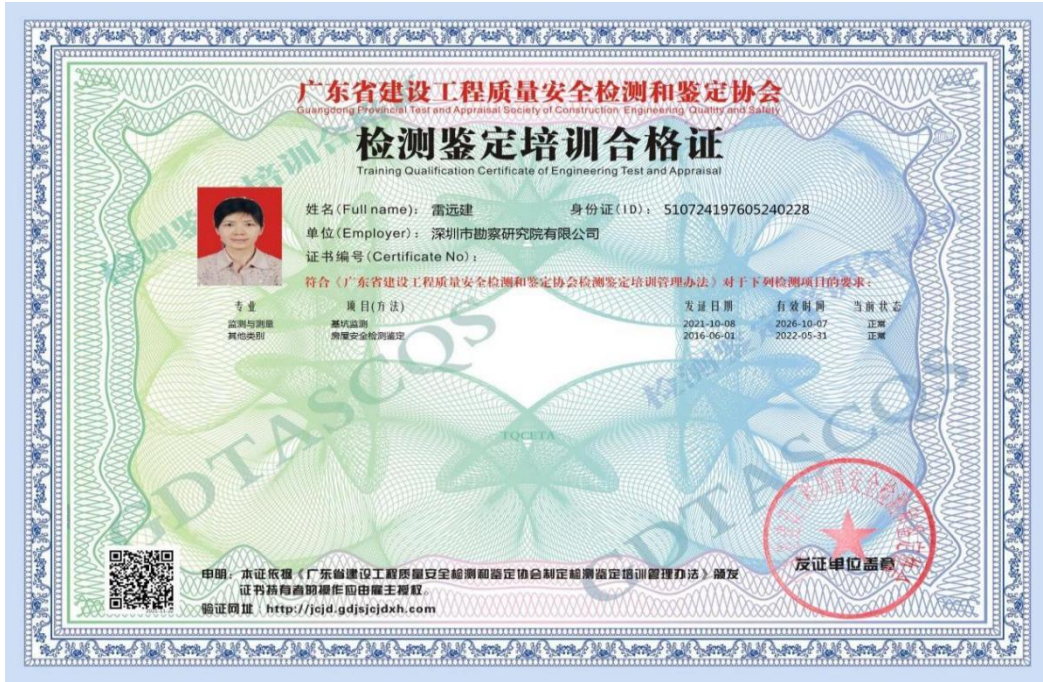 广东省建设工程质量安全检测和鉴定协会
Guangdong Provincial Test and Appraisal Society of Construction Engineering Quality and Safety
检测鉴定培训合格证
Training Qualification Certificate of Engineering Test and Appraisal
姓名(Full name): 雷远建 身份证(ID): 510724197605240228
单位(Employer): 深圳市勘察研究院有限公司
证书编号(Certificate No):
符合《广东省建设工程质量安全检测和鉴定协会检测鉴定培训管理办法》对于下列检测项目的要求:
专业 项目(方法) 发证日期 有效时间 当前状态
监测与测量 基坑监测 2021-10-08 2026-10-07 正常
其他类别 房屋安全检测鉴定 2016-06-01 2022-05-31 正常
GDTASCQS
GDTASCQS
TQCETA
发证单位盖章
申明: 本证依据《广东省建设工程质量安全检测和鉴定协会制定检测鉴定培训管理办法》颁发
证书持有者的操作应由雇主授权。
验证网址: http://jcjd.gdjsjcjdxh.com